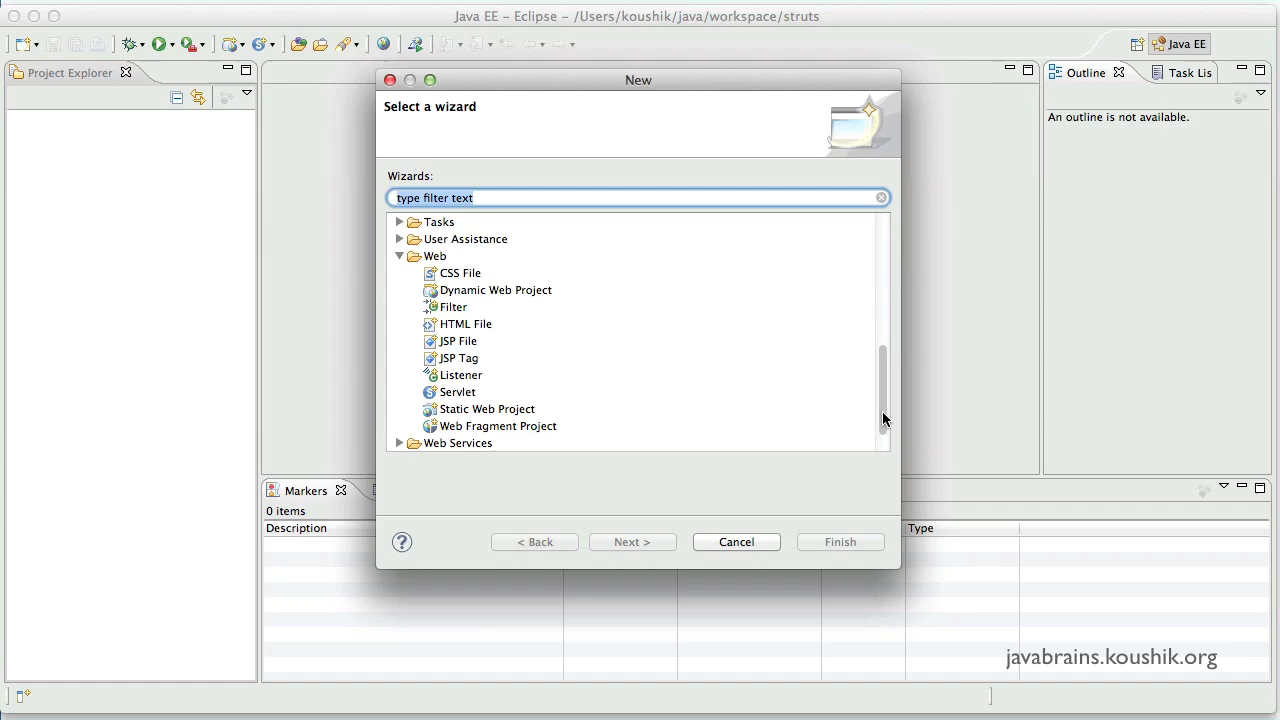 Java EE - Eclipse - /Users/koushik/java/workspace/struts
Java EE
Project Explorer
Outline
Task Lis
An outline is not available.
New
Select a wizard
Wizards:
type filter text
Tasks
User Assistance
Web
CSS File
Dynamic Web Project
Filter
HTML File
JSP File
JSP Tag
Listener
Servlet
Static Web Project
Web Fragment Project
Web Services
? < Back Next > Cancel Finish
Markers
0 items
Description
Type
javabrains.koushik.org